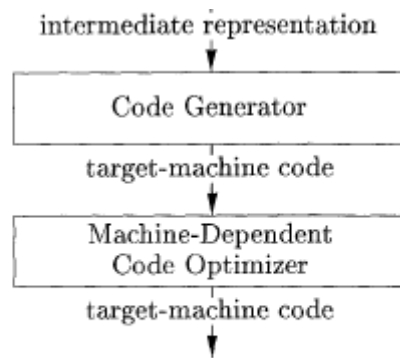 intermediate representation
Code Generator
target-machine code
Machine-Dependent
Code Optimizer
target-machine code